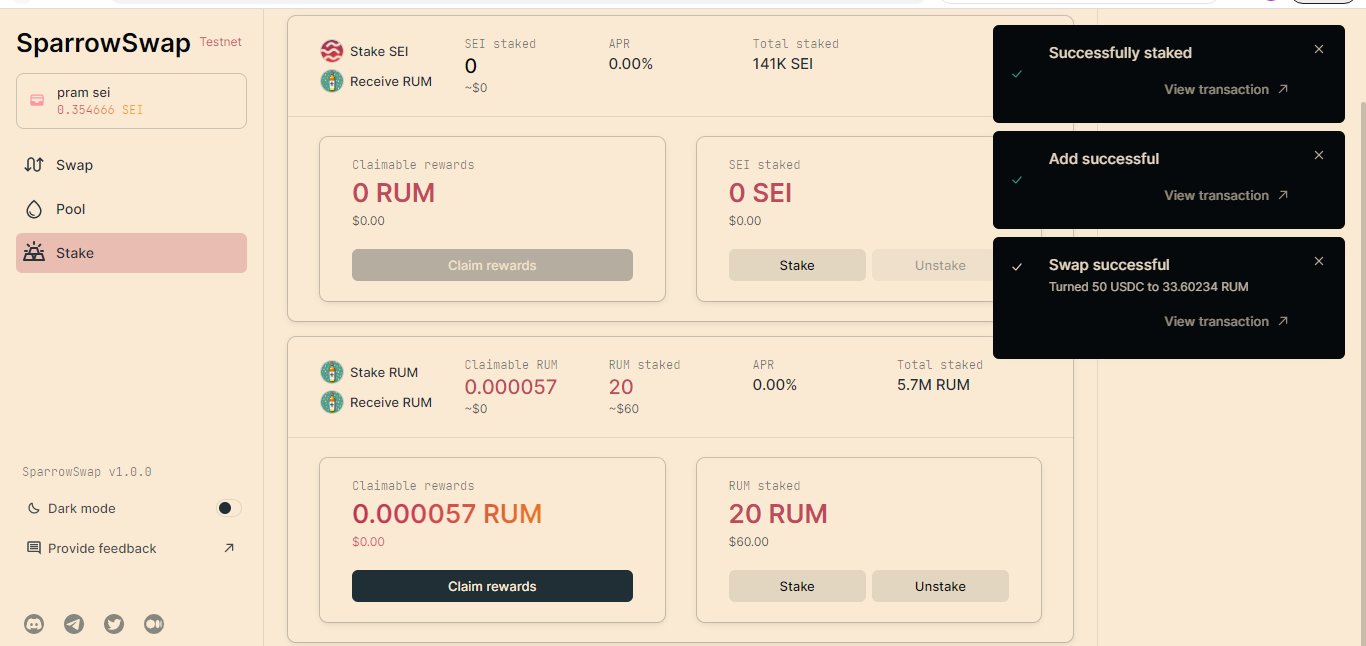 SparrowSwap Testnet
pram sei
0.354666 SEI
Swap
Pool
Stake
SparrowSwap v1.0.0
Dark mode
Provide feedback
Stake SEI
Receive RUM
SEI staked
0
~$0
APR
0.00%
Total staked
141K SEI
Claimable rewards
0 RUM
$0.00
Claim rewards
SEI staked
0 SEI
$0.00
Stake
Unstake
Stake RUM
Receive RUM
Claimable RUM
0.000057
~$0
RUM staked
20
~$60
APR
0.00%
Total staked
5.7M RUM
Claimable rewards
0.000057 RUM
$0.00
Claim rewards
RUM staked
20 RUM
$60.00
Stake
Unstake
Successfully staked
View transaction
Add successful
View transaction
Swap successful
Turned 50 USDC to 33.60234 RUM
View transaction